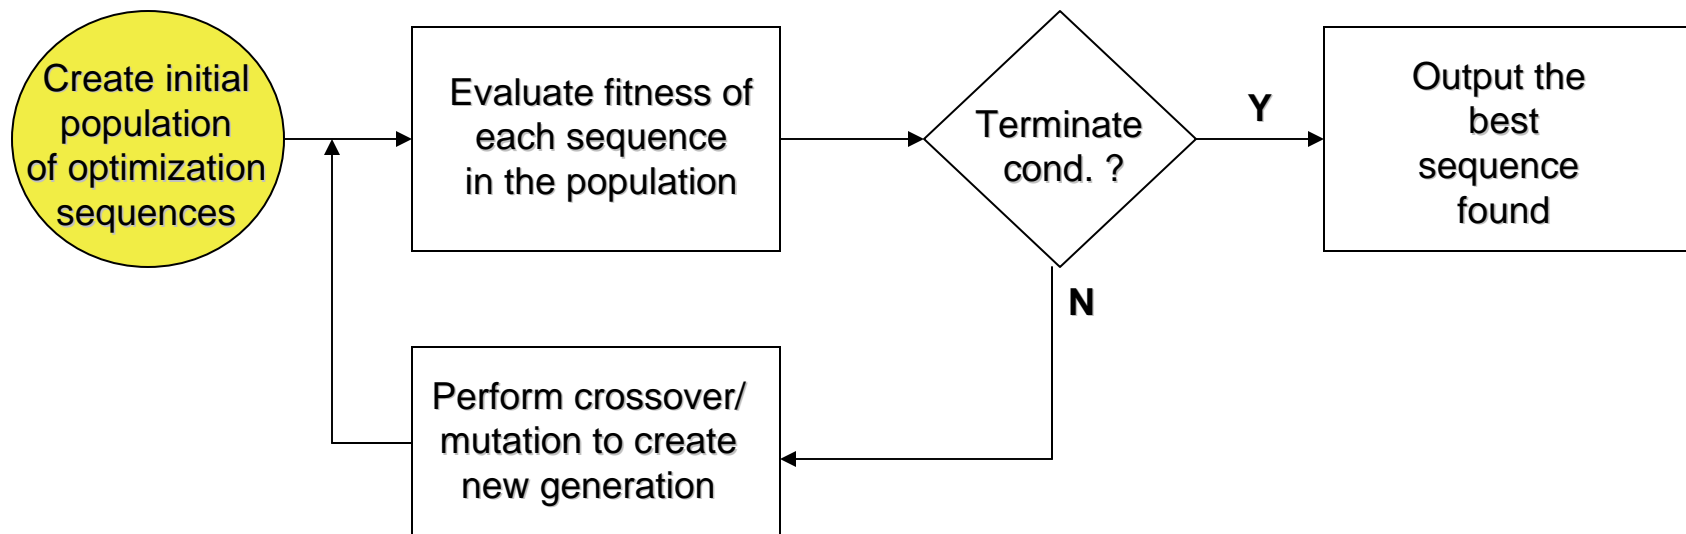 Create initial
population
of optimization
sequences
Evaluate fitness of
each sequence
in the population
Terminate
cond. ?
Y
Output the
best
sequence
found
N
Perform crossover/
mutation to create
new generation